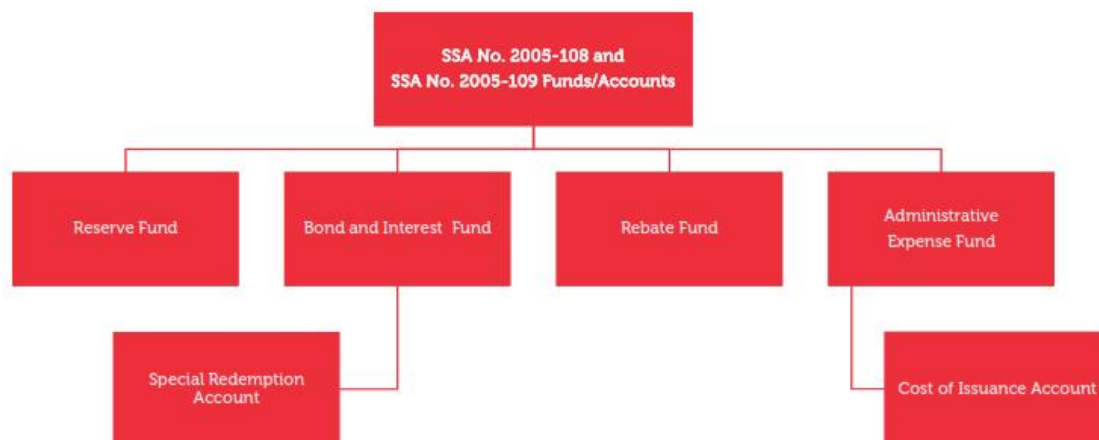 SSA No. 2005-108 and
SSA No. 2005-109 Funds/Accounts
Reserve Fund
Bond and Interest Fund
Rebate Fund
Administrative
Expense Fund
Special Redemption
Account
Cost of Issuance Account